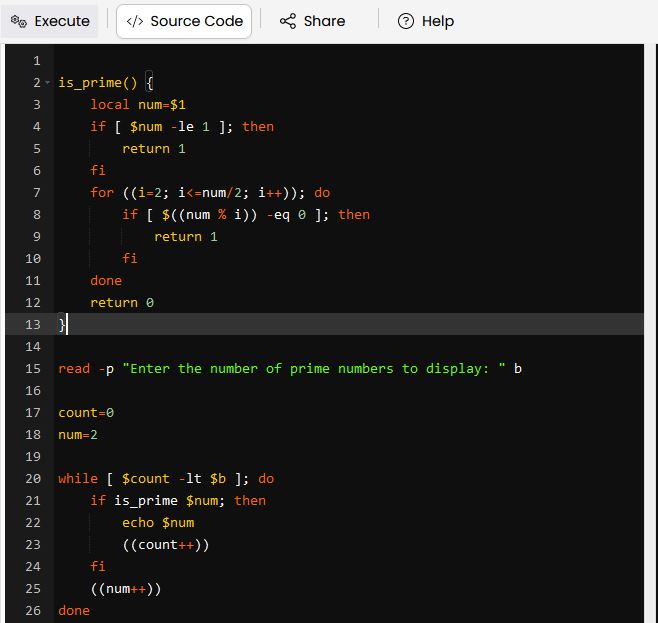 Execute </> Source Code Share ? Help
1
2 is_prime() {
3     local num=$1
4     if [ $num -le 1 ]; then
5         return 1
6     fi
7     for ((i=2; i<=num/2; i++)); do
8         if [ $((num % i)) -eq 0 ]; then
9             return 1
10         fi
11     done
12     return 0
13 }
14
15 read -p "Enter the number of prime numbers to display: " b
16
17 count=0
18 num=2
19
20 while [ $count -lt $b ]; do
21     if is_prime $num; then
22         echo $num
23         ((count++))
24     fi
25     ((num++))
26 done